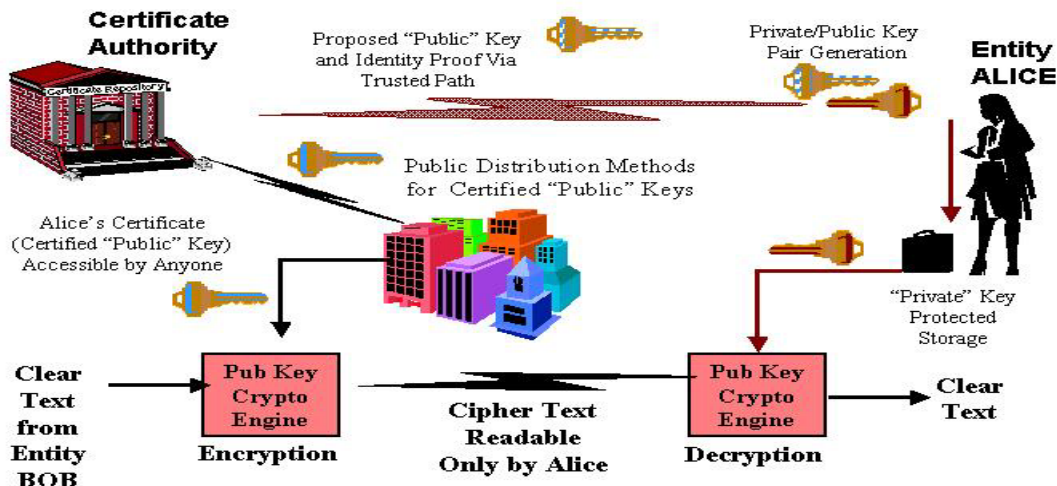 Certificate
Authority
Certificate Repository
Proposed “Public” Key
and Identity Proof Via
Trusted Path
Private/Public Key
Pair Generation
Entity
ALICE
Public Distribution Methods
for Certified “Public” Keys
Alice’s Certificate
(Certified “Public” Key)
Accessible by Anyone
“Private” Key
Protected
Storage
Clear
Text
from
Entity
BOB
Pub Key
Crypto
Engine
Encryption
Cipher Text
Readable
Only by Alice
Pub Key
Crypto
Engine
Decryption
Clear
Text